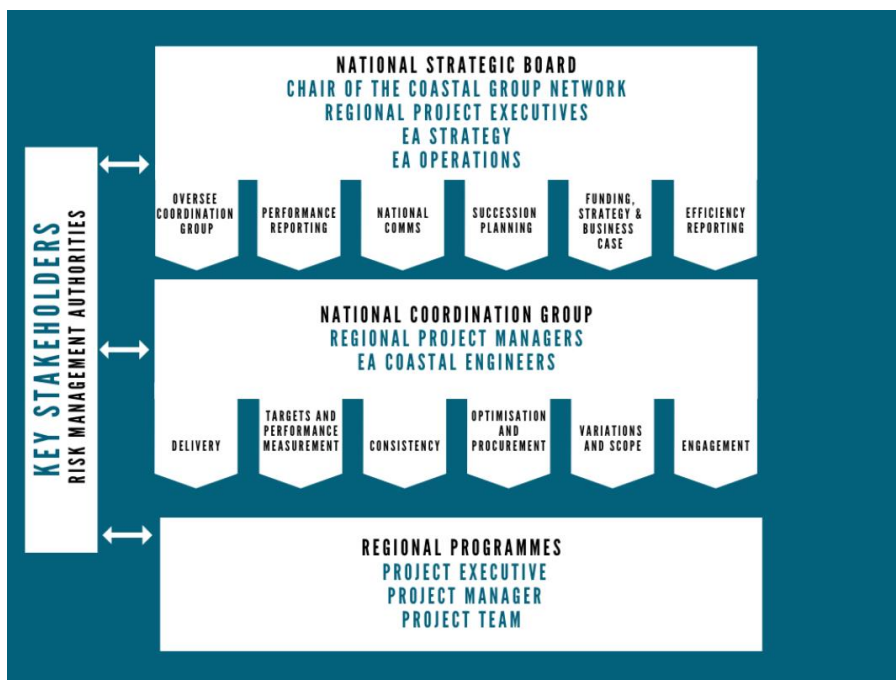 NATIONAL STRATEGIC BOARD
CHAIR OF THE COASTAL GROUP NETWORK
REGIONAL PROJECT EXECUTIVES
EA STRATEGY
EA OPERATIONS
OVERSEE
COORDINATION
GROUP
PERFORMANCE
REPORTING
NATIONAL
COMMS
SUCCESSION
PLANNING
FUNDING,
STRATEGY &
BUSINESS
CASE
EFFICIENCY
REPORTING
KEY STAKEHOLDERS
RISK MANAGEMENT AUTHORITIES
NATIONAL COORDINATION GROUP
REGIONAL PROJECT MANAGERS
EA COASTAL ENGINEERS
DELIVERY
TARGETS AND
PERFORMANCE
MEASUREMENT
CONSISTENCY
OPTIMISATION
AND
PROCUREMENT
VARIATIONS
AND SCOPE
ENGAGEMENT
REGIONAL PROGRAMMES
PROJECT EXECUTIVE
PROJECT MANAGER
PROJECT TEAM